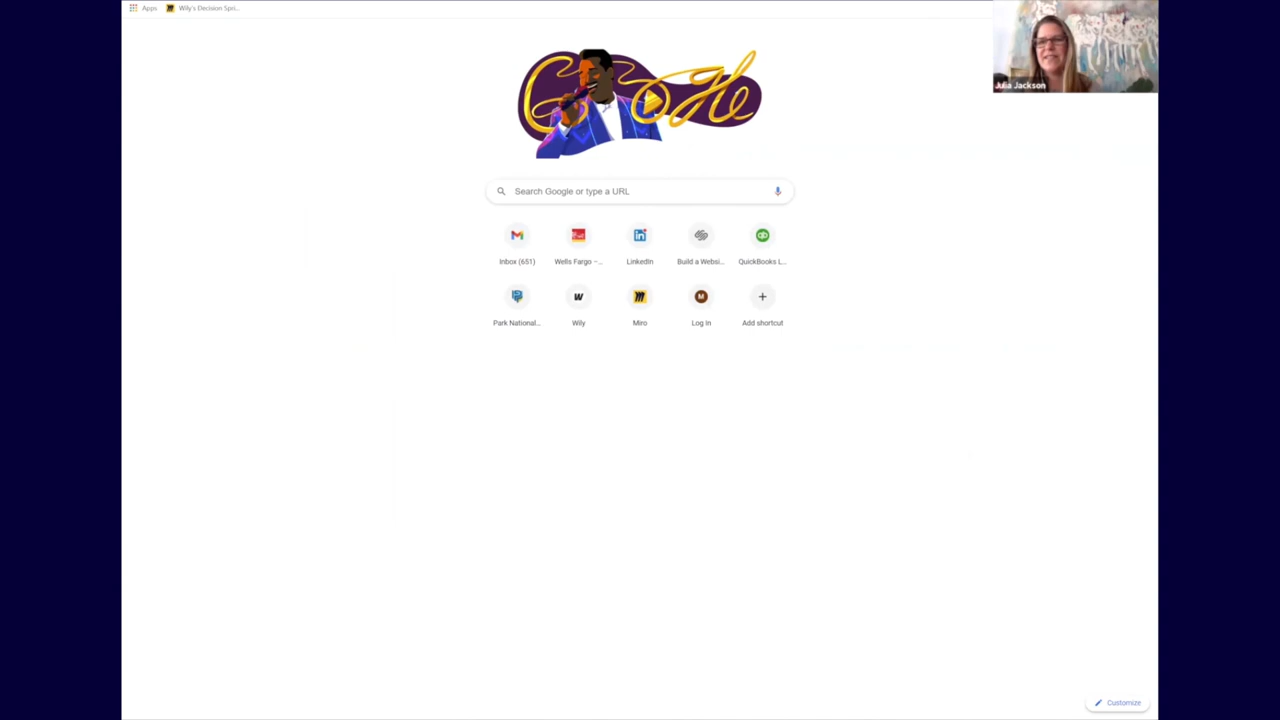 Apps Wily's Decision Spri...
Julia Jackson
Google
Search Google or type a URL
Inbox (651) Wells Fargo –... LinkedIn Build a Websi... QuickBooks L...
W M
Park National... Wily Miro Log In Add shortcut
Customize